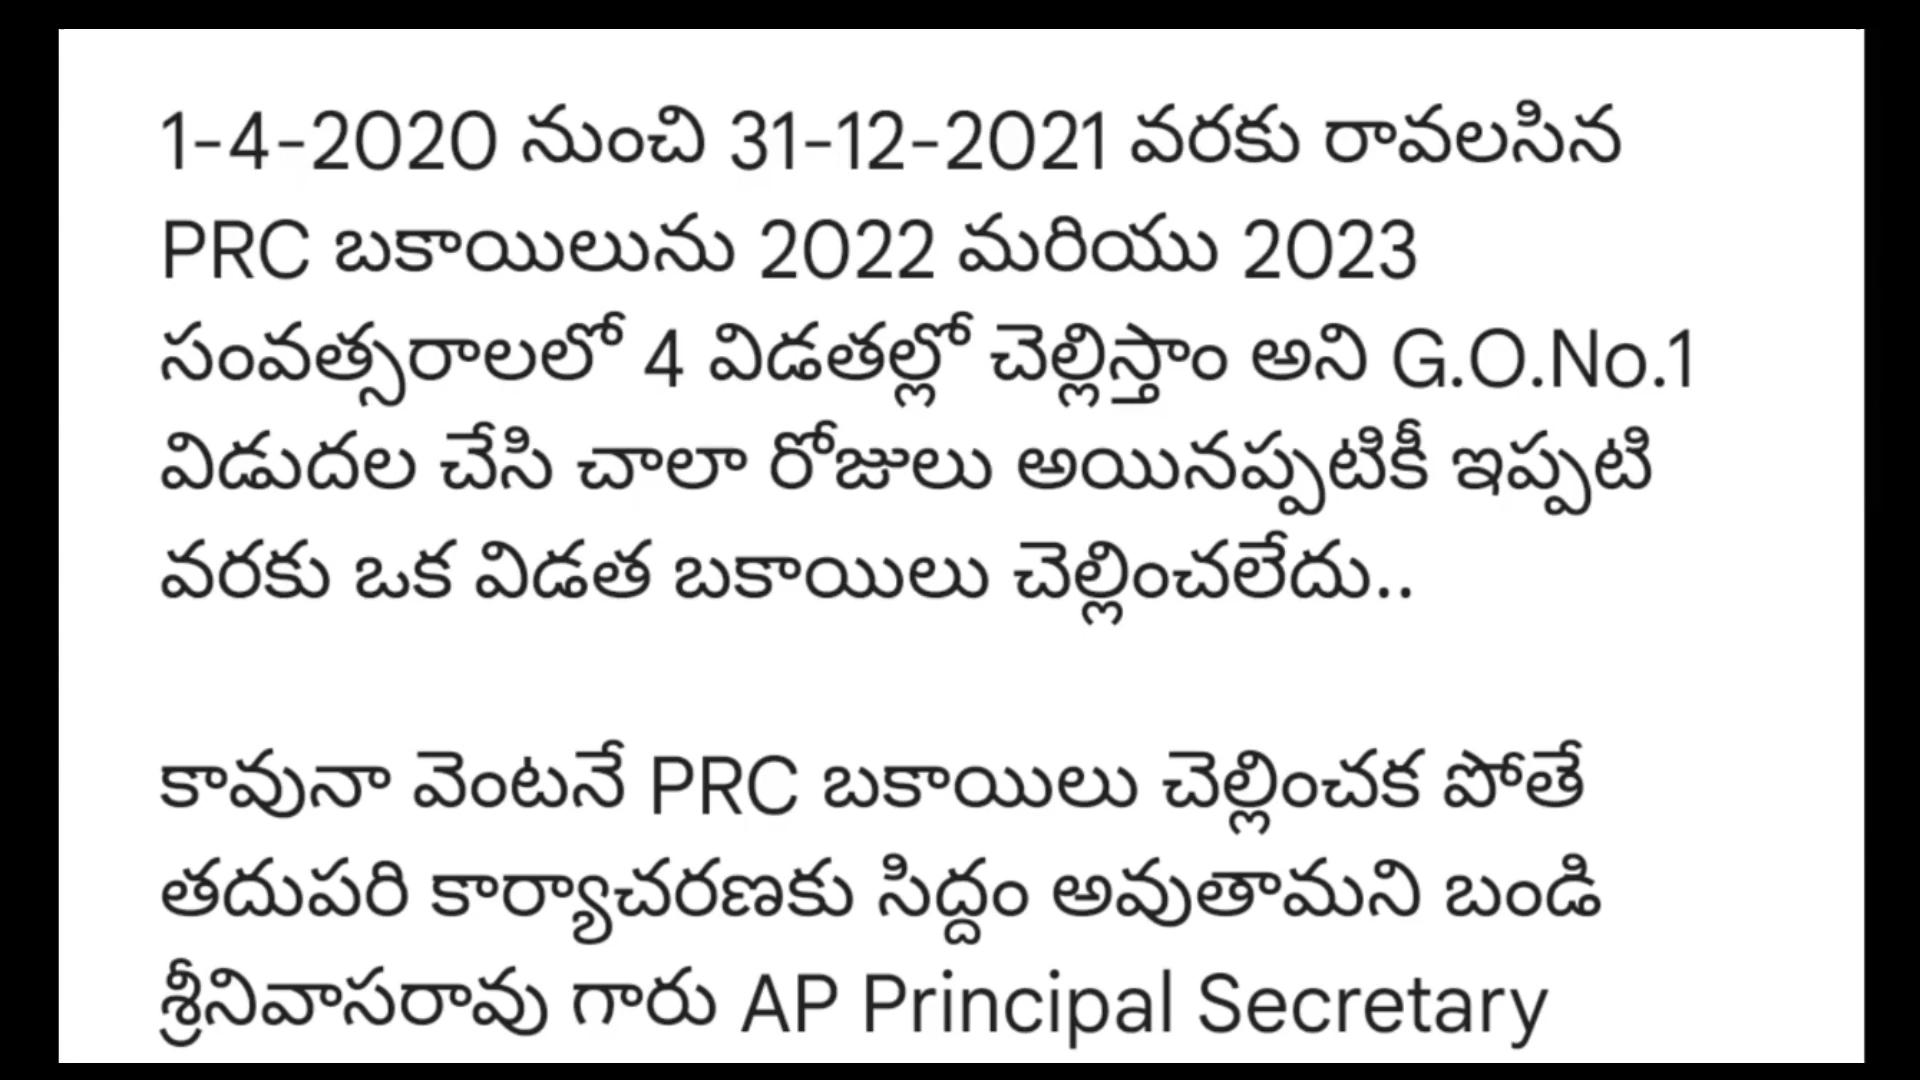 1-4-2020 నుంచి 31-12-2021 వరకు రావలసిన
PRC బకాయిలును 2022 మరియు 2023
సంవత్సరాలలో 4 విడతల్లో చెల్లిస్తాం అని G.O.No.1
విడుదల చేసి చాలా రోజులు అయినప్పటికీ ఇప్పటి
వరకు ఒక విడత బకాయిలు చెల్లించలేదు..
కావునా వెంటనే PRC బకాయిలు చెల్లించక పోతే
తదుపరి కార్యాచరణకు సిద్దం అవుతామని బండి
శ్రీనివాసరావు గారు AP Principal Secretary